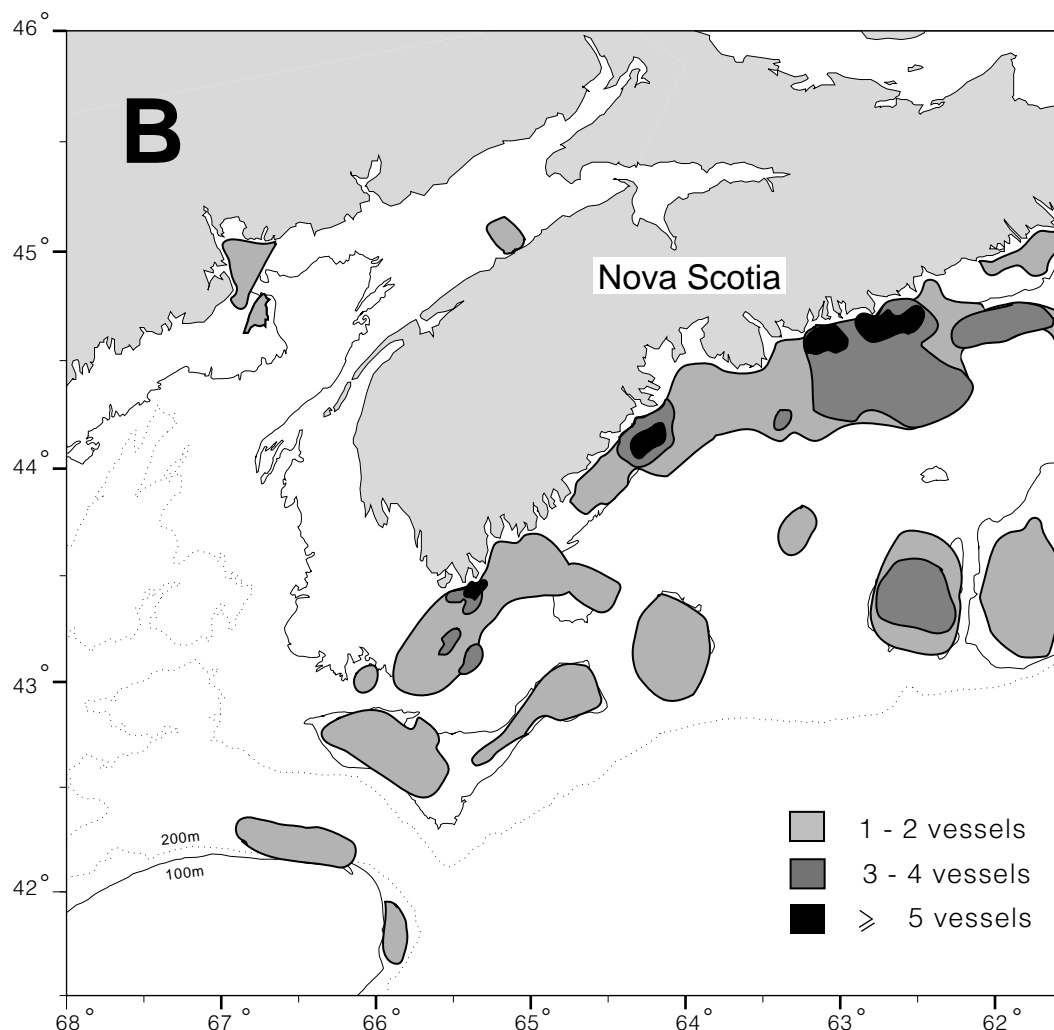 46°
B
45°
Nova Scotia
44°
43°
1 - 2 vessels
200m
3 - 4 vessels
100m
42°
≥ 5 vessels
68° 67° 66° 65° 64° 63° 62°